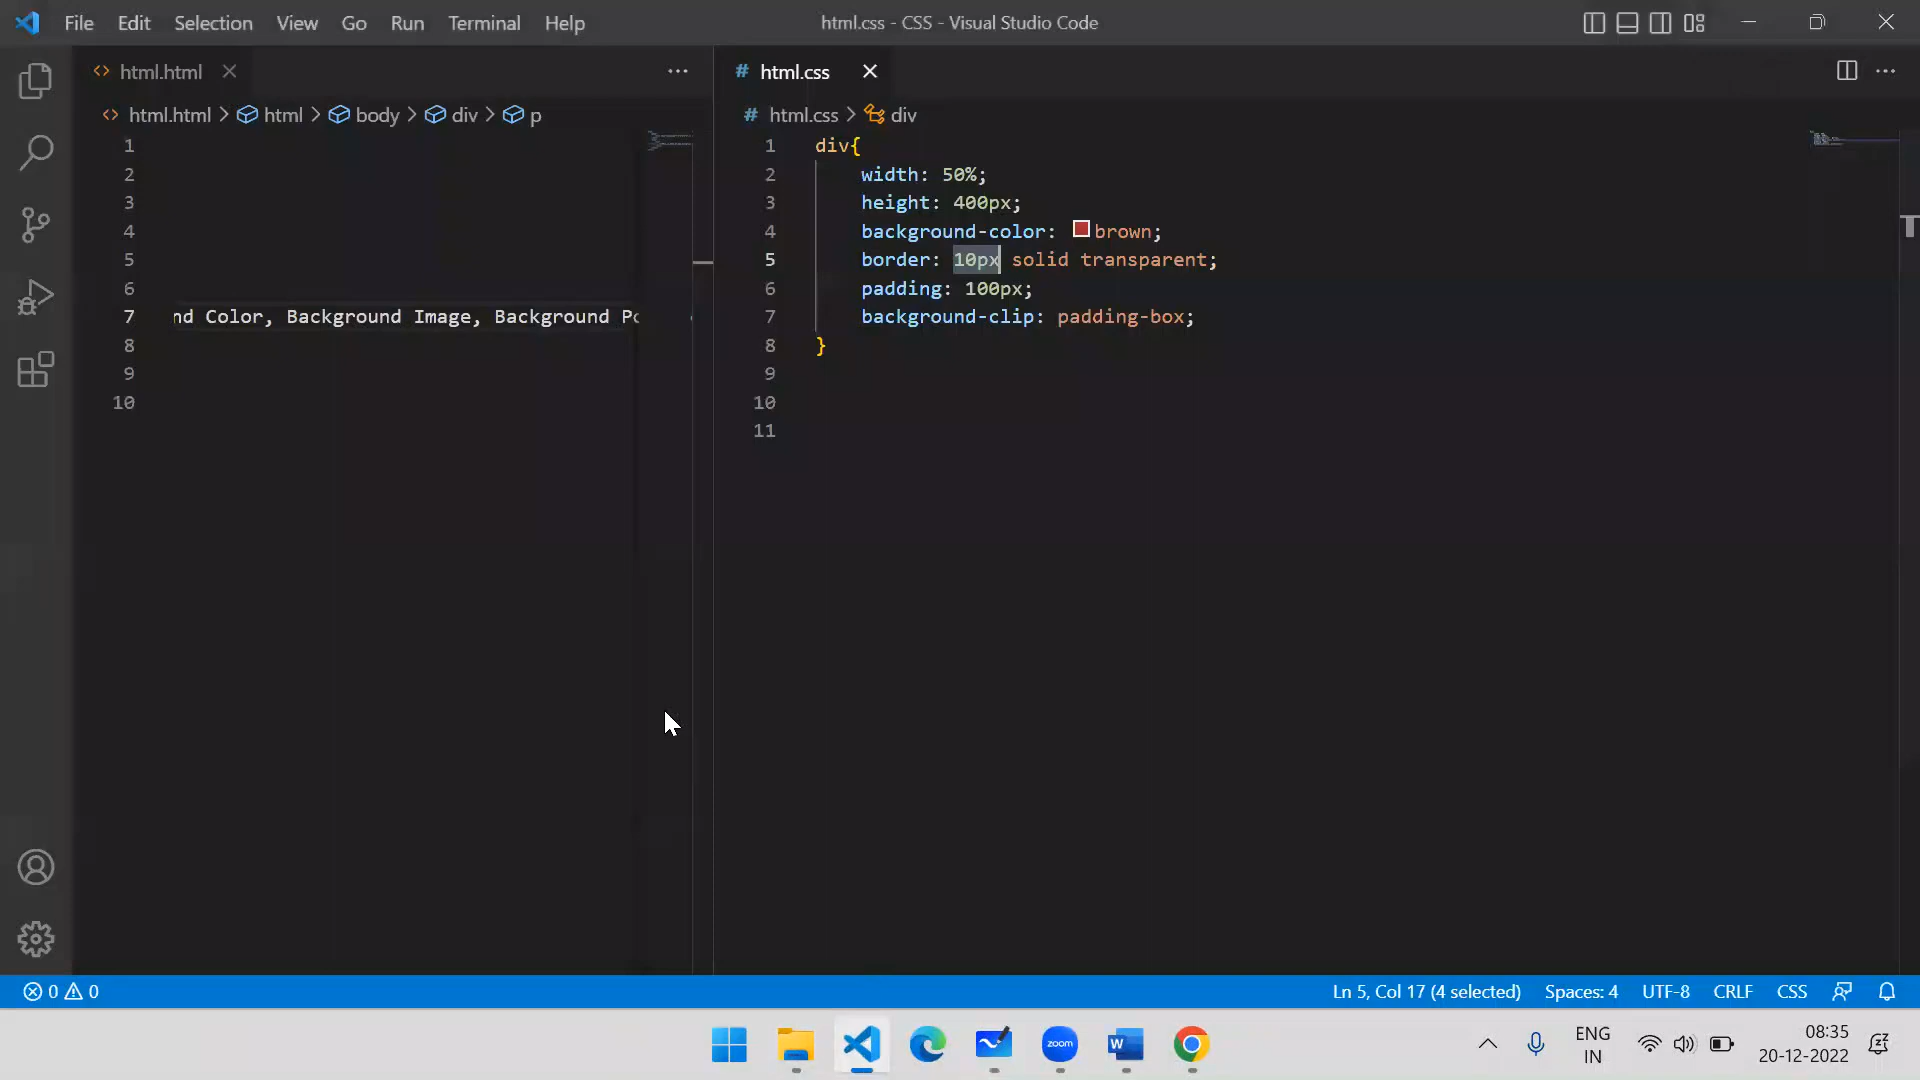 File Edit Selection View Go Run Terminal Help
html.css - CSS - Visual Studio Code
html.html
html.html > html > body > div > p
1
2
3
4
5
6
7 nd Color, Background Image, Background Po
8
9
10
# html.css
# html.css > div
1 div{
2 width: 50%;
3 height: 400px;
4 background-color: brown;
5 border: 10px solid transparent;
6 padding: 100px;
7 background-clip: padding-box;
8 }
9
10
11
0 0
Ln 5, Col 17 (4 selected) Spaces: 4 UTF-8 CRLF CSS
zoom
W
ENG
IN
08:35
20-12-2022